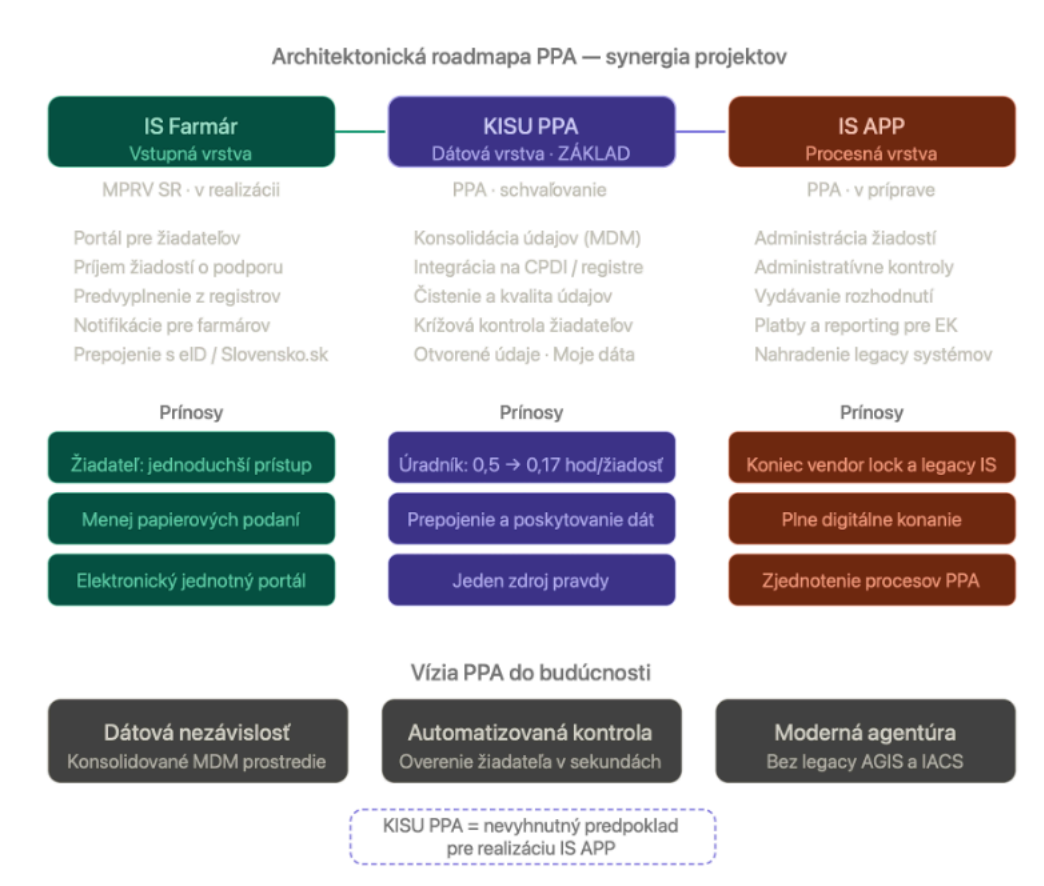 Architektonická roadmapa PPA — synergia projektov
IS Farmár
Vstupná vrstva
MPRV SR · v realizácii
Portál pre žiadateľov
Príjem žiadostí o podporu
Predvyplnenie z registrov
Notifikácie pre farmárov
Prepojenie s eID / Slovensko.sk
KISU PPA
Dátová vrstva · ZÁKLAD
PPA · schvaľovanie
Konsolidácia údajov (MDM)
Integrácia na CPDI / registre
Čistenie a kvalita údajov
Krížová kontrola žiadateľov
Otvorené údaje · Moje dáta
IS APP
Procesná vrstva
PPA · v príprave
Administrácia žiadostí
Administratívne kontroly
Vydávanie rozhodnutí
Platby a reporting pre EK
Nahradenie legacy systémov
Prínosy
Žiadateľ: jednoduchší prístup
Menej papierových podaní
Elektronický jednotný portál
Prínosy
Úradník: 0,5 → 0,17 hod/žiadosť
Prepojenie a poskytovanie dát
Jeden zdroj pravdy
Prínosy
Koniec vendor lock a legacy IS
Plne digitálne konanie
Zjednotenie procesov PPA
Vízia PPA do budúcnosti
Dátová nezávislosť
Konsolidované MDM prostredie
Automatizovaná kontrola
Overenie žiadateľa v sekundách
Moderná agentúra
Bez legacy AGIS a IACS
KISU PPA = nevyhnutný predpoklad
pre realizáciu IS APP